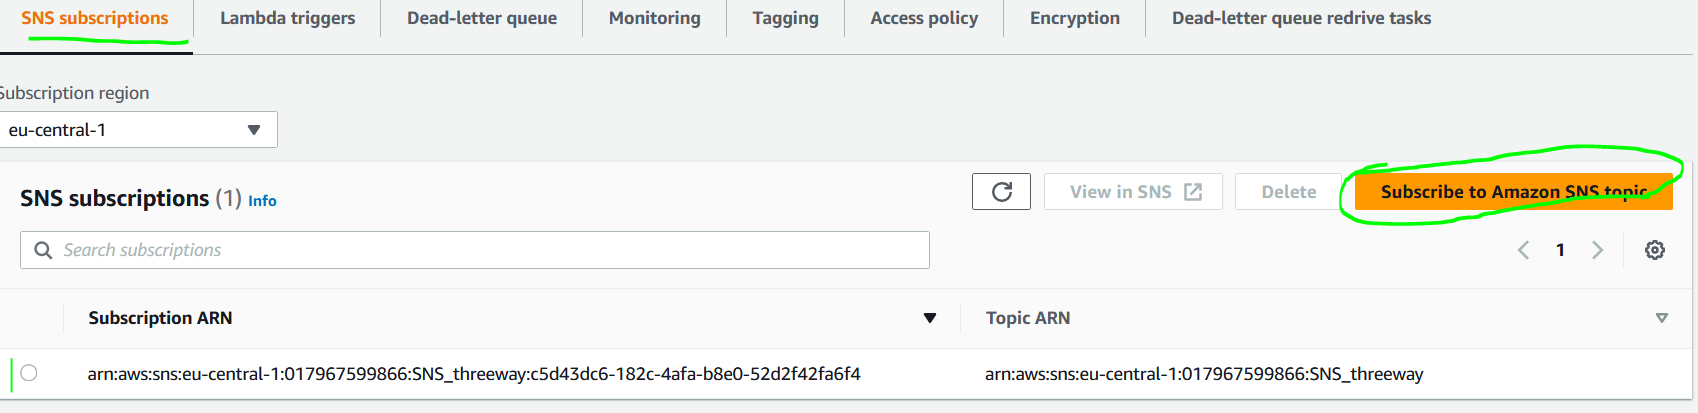 SNS subscriptions Lambda triggers Dead-letter queue Monitoring Tagging Access policy Encryption Dead-letter queue redrive tasks
Subscription region
eu-central-1
SNS subscriptions (1) Info View in SNS Delete Subscribe to Amazon SNS topic
Search subscriptions 1
Subscription ARN Topic ARN
arn:aws:sns:eu-central-1:017967599866:SNS_threeway:c5d43dc6-182c-4afa-b8e0-52d2f42fa6f4 arn:aws:sns:eu-central-1:017967599866:SNS_threeway